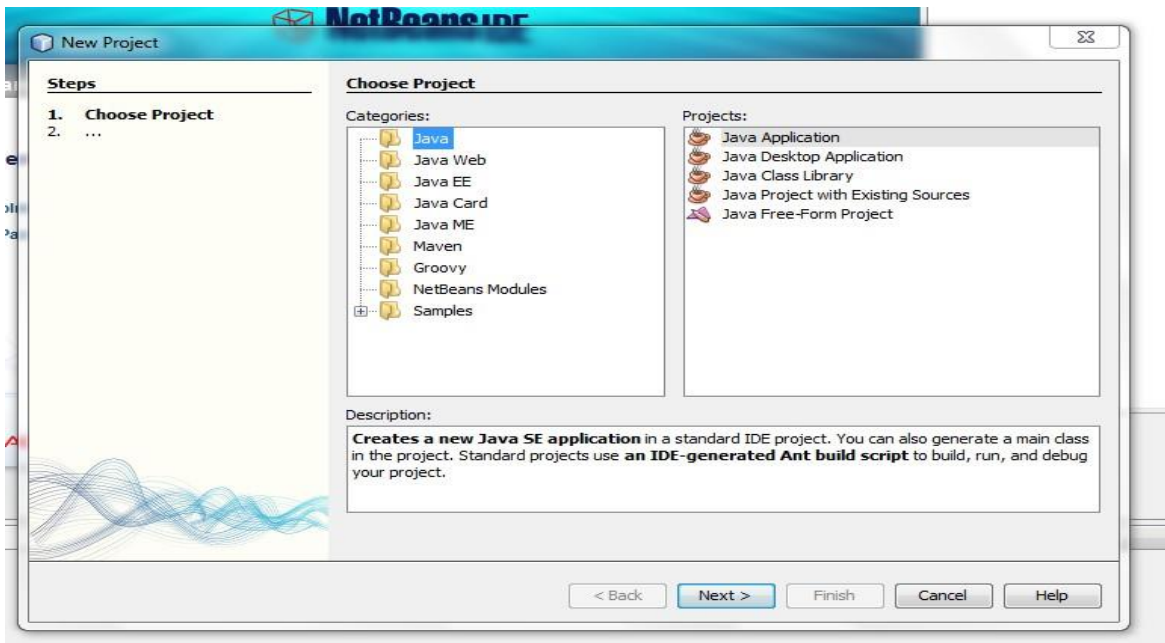 NetBeans IDE
New Project
Steps
1. Choose Project
2. ...
Choose Project
Categories:
Java
Java Web
Java EE
Java Card
Java ME
Maven
Groovy
NetBeans Modules
Samples
Projects:
Java Application
Java Desktop Application
Java Class Library
Java Project with Existing Sources
Java Free-Form Project
Description:
Creates a new Java SE application in a standard IDE project. You can also generate a main class
in the project. Standard projects use an IDE-generated Ant build script to build, run, and debug
your project.
< Back
Next >
Finish
Cancel
Help